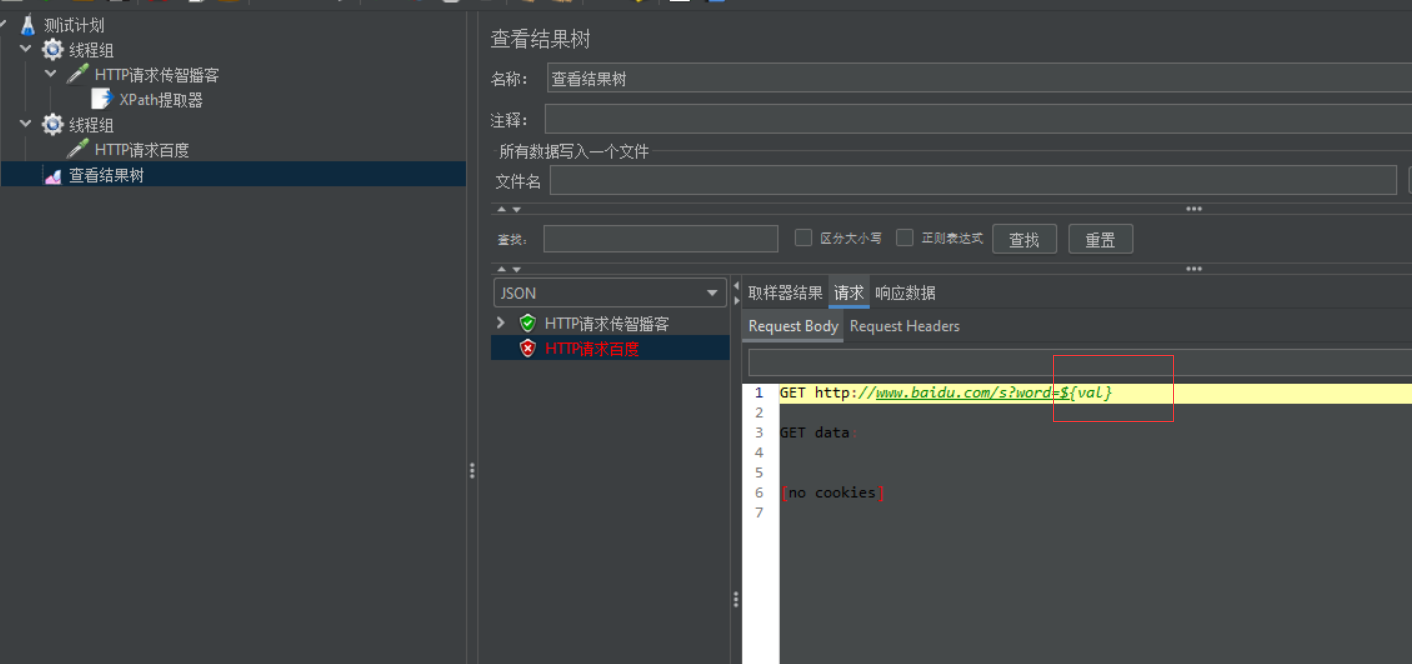 测试计划
线程组
HTTP请求传智播客
XPath提取器
线程组
HTTP请求百度
查看结果树
查看结果树
名称： 查看结果树
注释：
所有数据写入一个文件
文件名
查找： 区分大小写 正则表达式 查找 重置
JSON
HTTP请求传智播客
HTTP请求百度
取样器结果 请求 响应数据
Request Body Request Headers
1 GET http://www.baidu.com/s?word=${val}
2
3 GET data:
4
5
6 [no cookies]
7